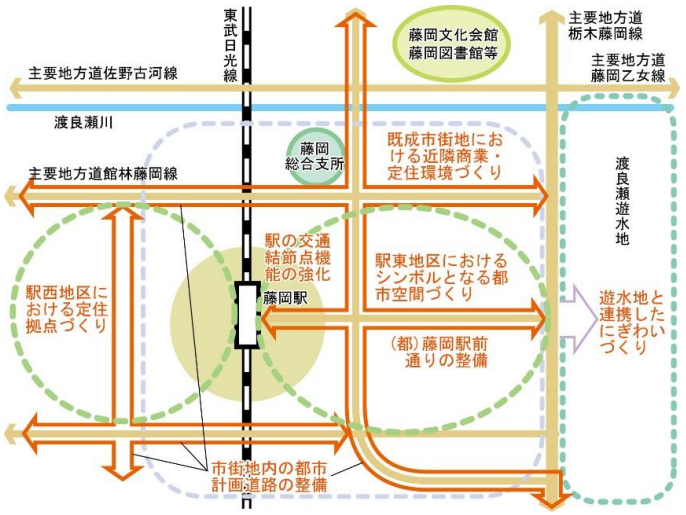 東武日光線
藤岡文化会館
藤岡図書館等
主要地方道
栃木藤岡線
主要地方道佐野古河線
主要地方道
藤岡乙女線
渡良瀬川
藤岡
総合支所
既成市街地にお
ける近隣商業・
定住環境づくり
主要地方道館林藤岡線
渡良瀬遊水地
駅の交通
結節点機
能の強化
駅東地区における
シンボルとなる都
市空間づくり
駅西地区に
おける定住
拠点づくり
藤岡駅
遊水地と
連携した
にぎわい
づくり
(都)藤岡駅前
通りの整備
市街地内の都市
計画道路の整備